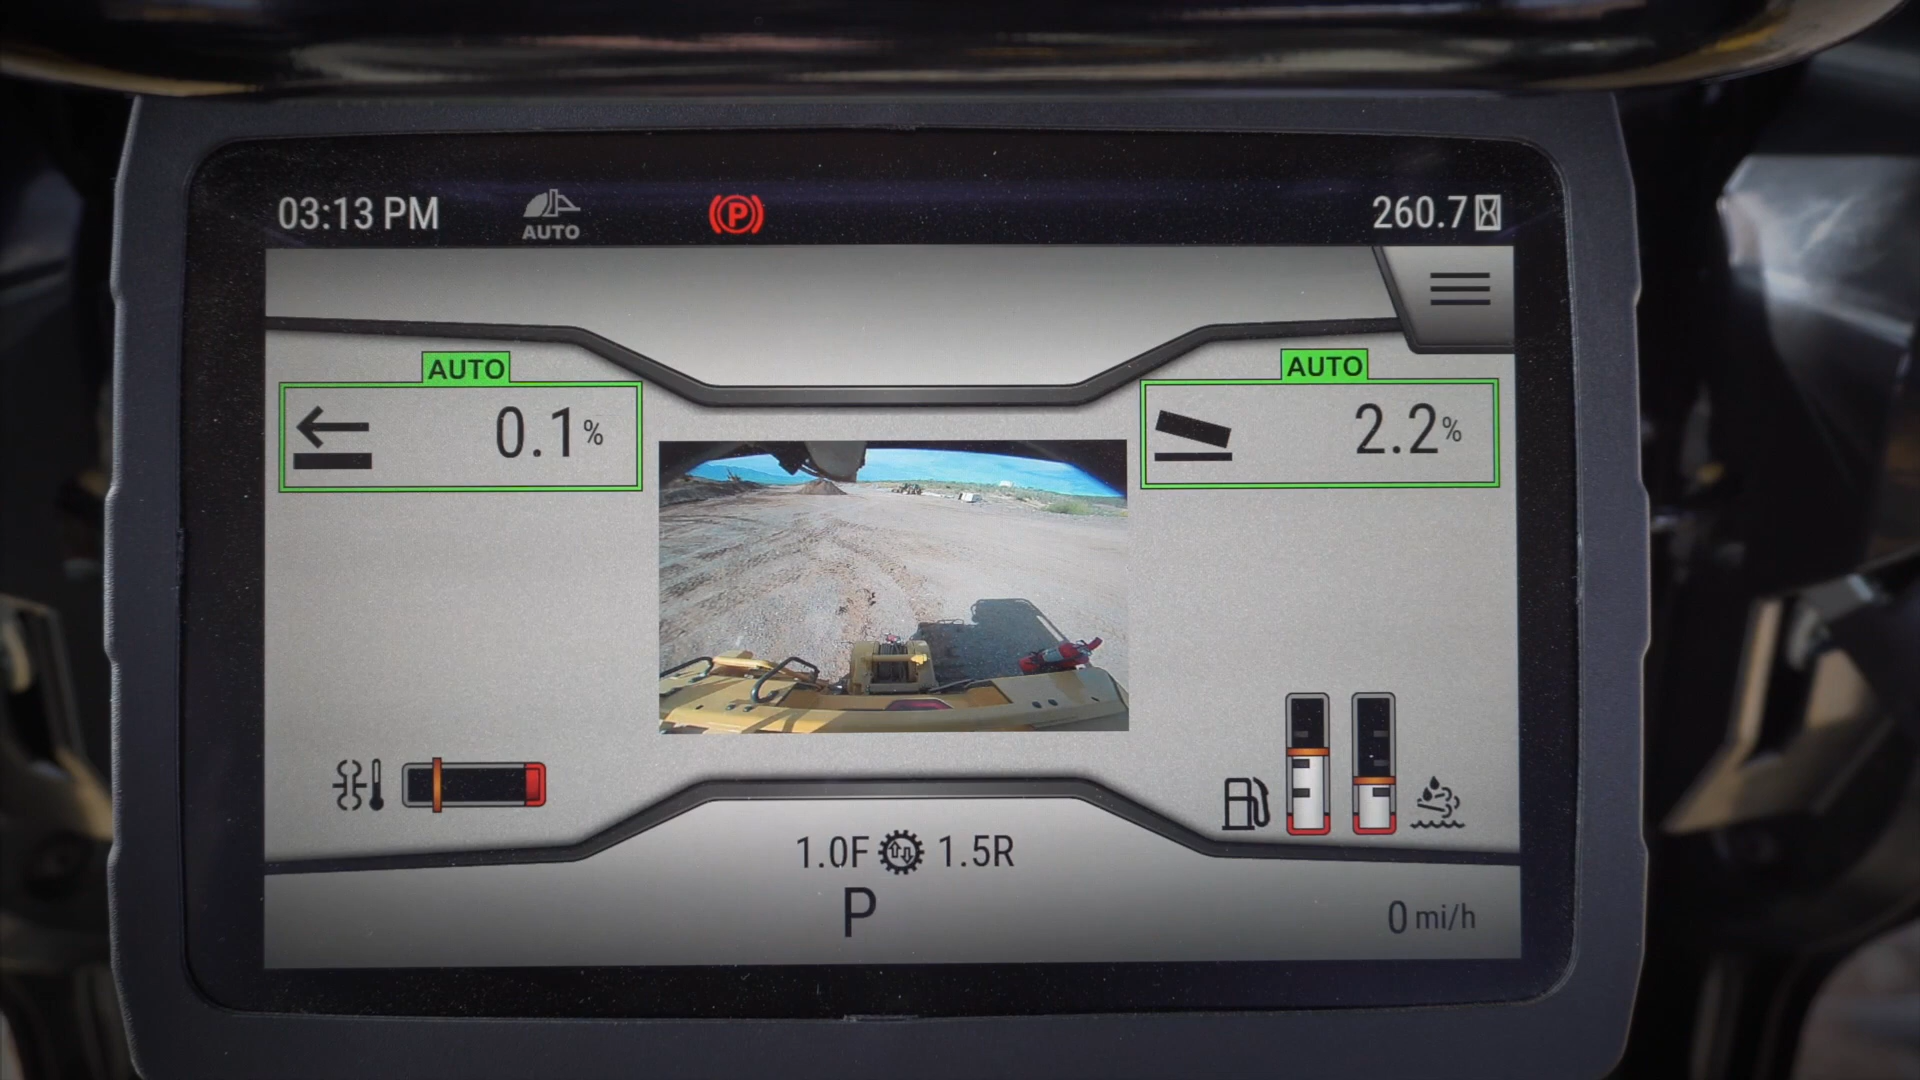 03:13 PM
AUTO
P
260.7
AUTO
0.1%
AUTO
2.2%
1.0F 1.5R
P
0 mi/h